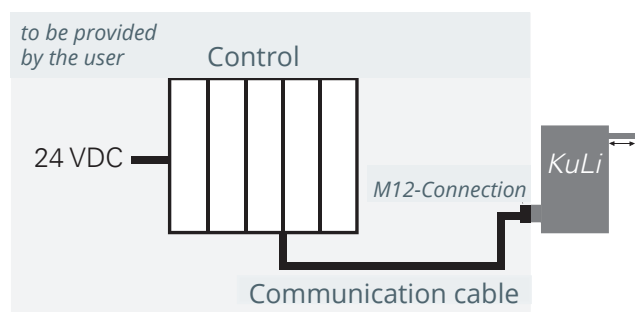 to be provided
by the user
Control
24 VDC
KuLi
M12-Connection
Communication cable